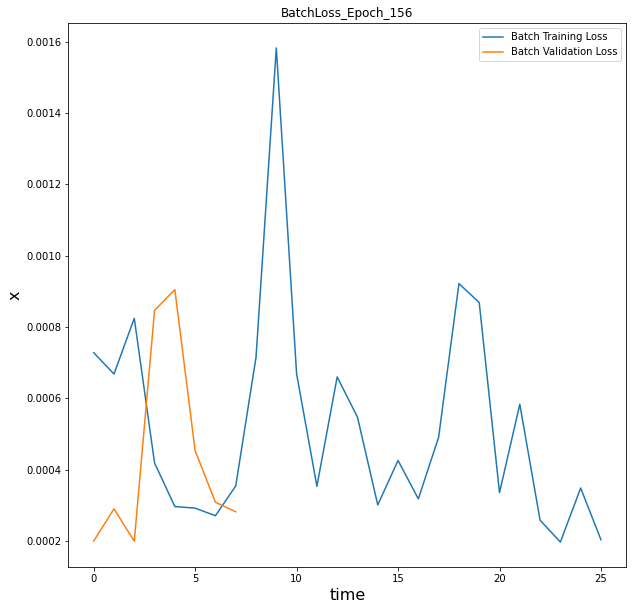 BatchLoss_Epoch_156
Batch Training Loss
Batch Validation Loss
0.0016
0.0014
0.0012
0.0010
0.0008
0.0006
0.0004
0.0002
x
0 5 10 15 20 25
time